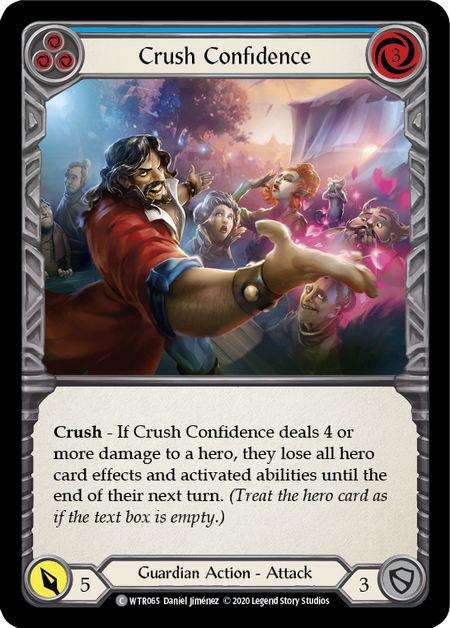 3
Crush Confidence
Crush - If Crush Confidence deals 4 or
more damage to a hero, they lose all hero
card effects and activated abilities until the
end of their next turn. (Treat the hero card as
if the text box is empty.)
5
Guardian Action - Attack
3
C WTR065 Daniel Jiménez © 2020 Legend Story Studios